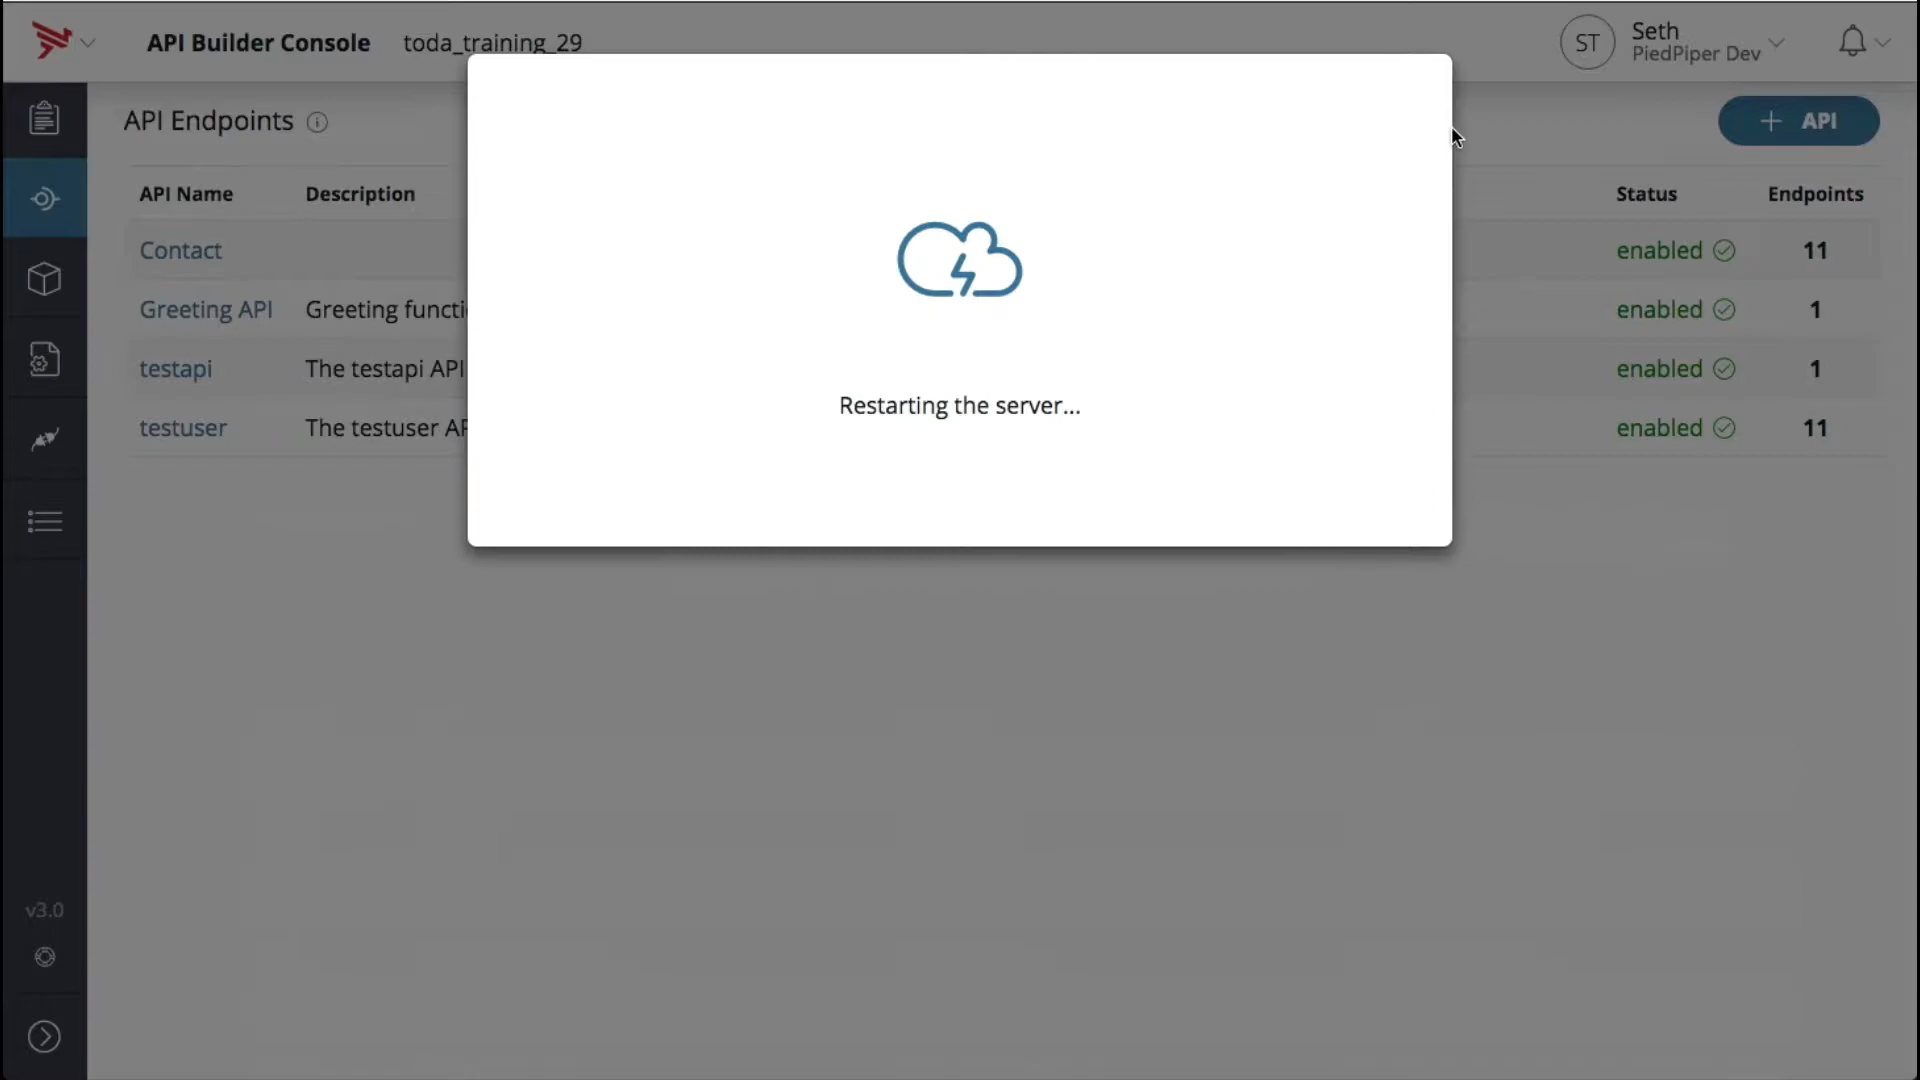 API Builder Console toda_training_29
ST Seth
PiedPiper Dev
API Endpoints
+ API
API Name Description Status Endpoints
Contact enabled 11
Greeting API Greeting enabled 1
testapi The testapi API enabled 1
testuser The testuser enabled 11
Restarting the server...
v3.0